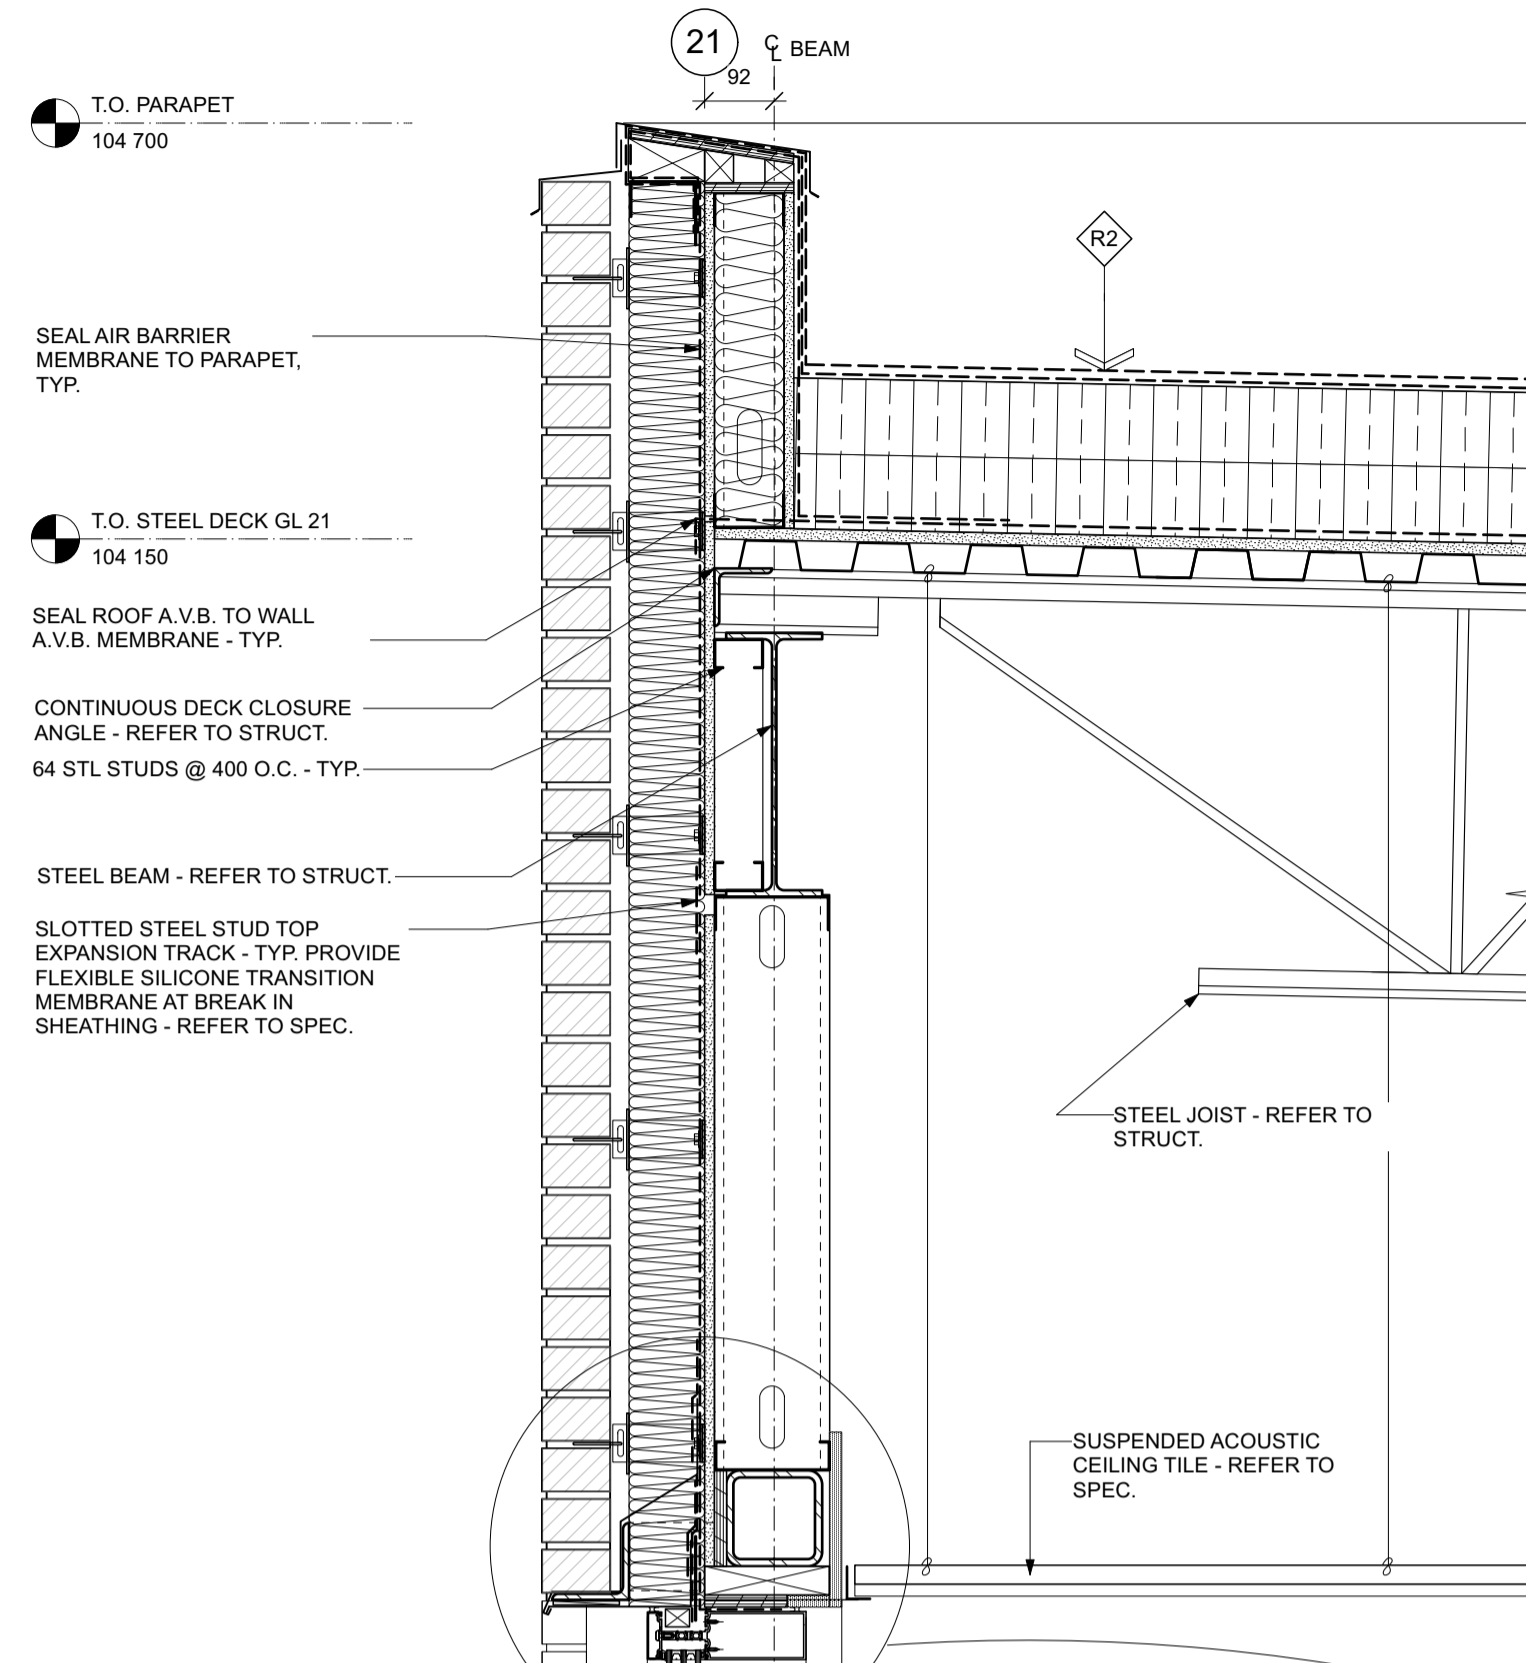 21
C L BEAM
92
T.O. PARAPET
104 700
R2
SEAL AIR BARRIER
MEMBRANE TO PARAPET,
TYP.
T.O. STEEL DECK GL 21
104 150
SEAL ROOF A.V.B. TO WALL
A.V.B. MEMBRANE - TYP.
CONTINUOUS DECK CLOSURE
ANGLE - REFER TO STRUCT.
64 STL STUDS @ 400 O.C. - TYP.
STEEL BEAM - REFER TO STRUCT.
SLOTTED STEEL STUD TOP
EXPANSION TRACK - TYP. PROVIDE
FLEXIBLE SILICONE TRANSITION
MEMBRANE AT BREAK IN
SHEATHING - REFER TO SPEC.
STEEL JOIST - REFER TO
STRUCT.
SUSPENDED ACOUSTIC
CEILING TILE - REFER TO
SPEC.